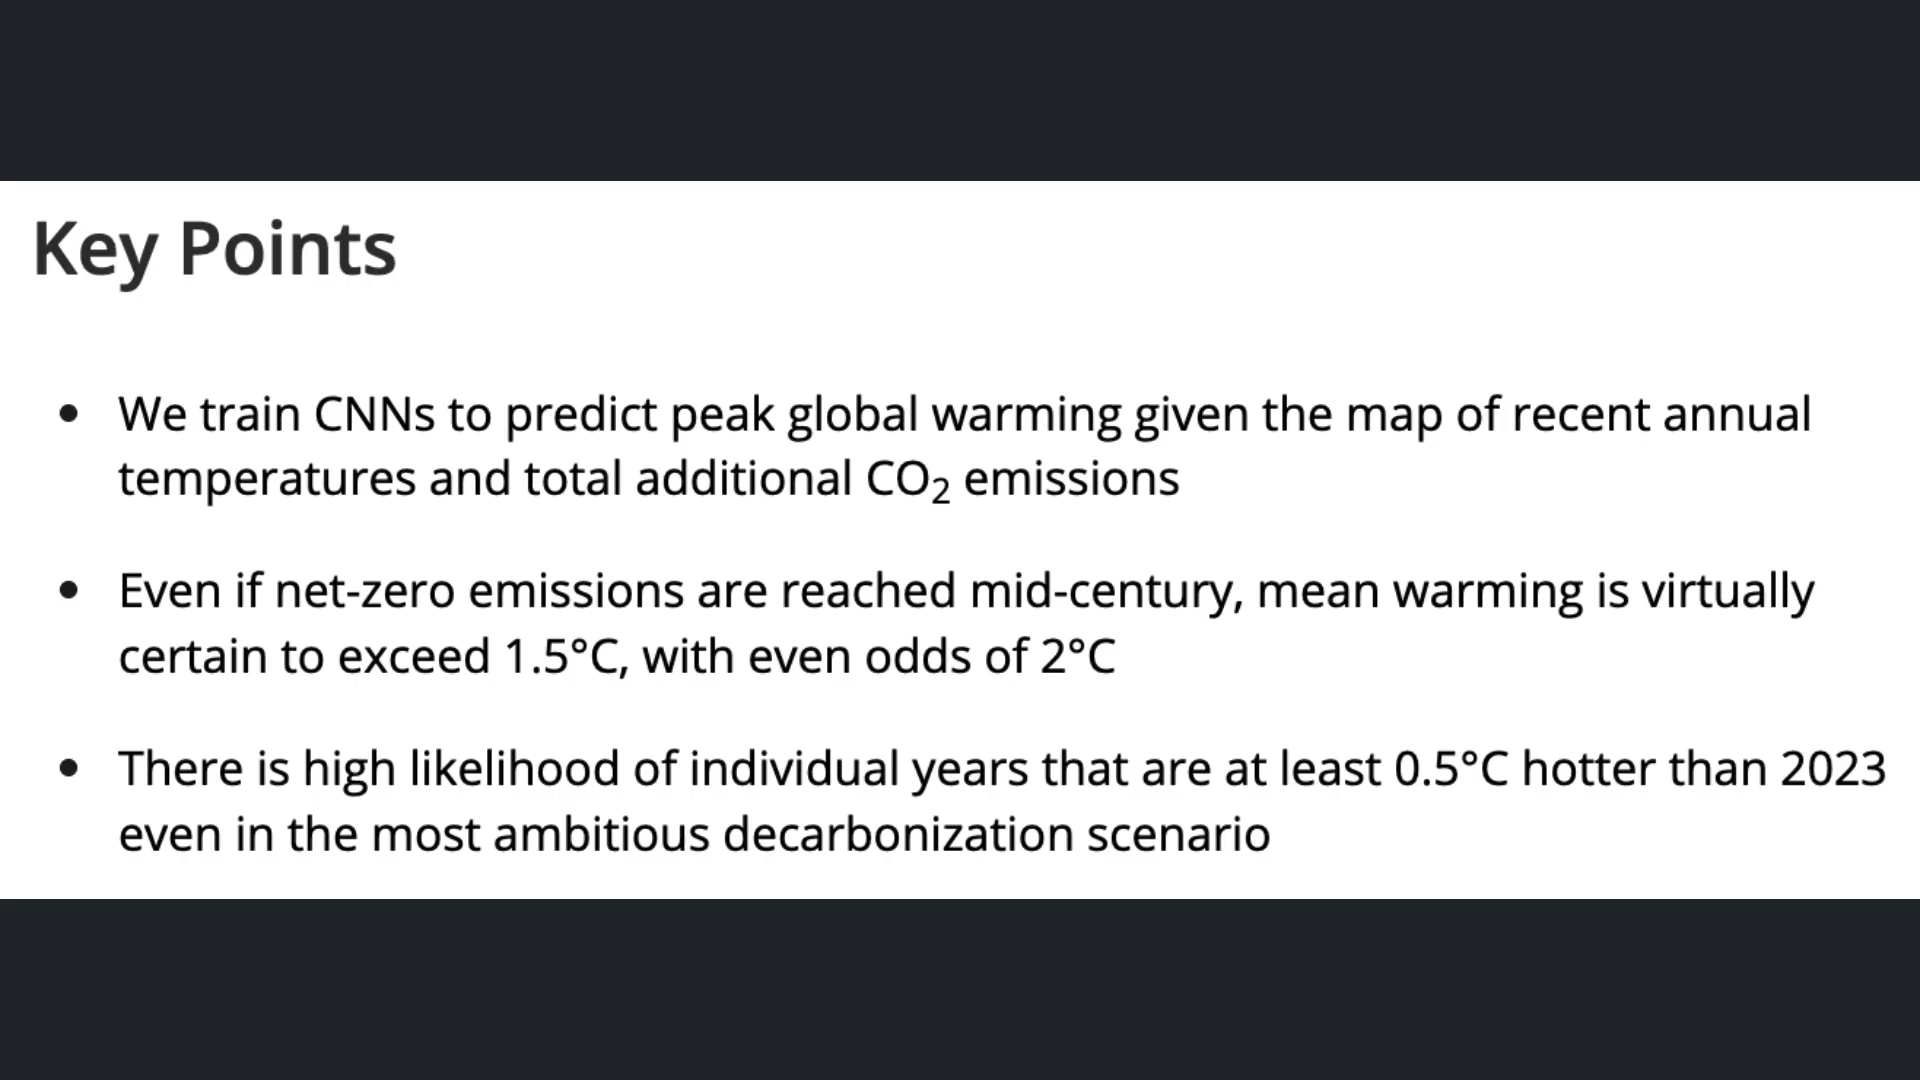 Key Points
• We train CNNs to predict peak global warming given the map of recent annual
temperatures and total additional CO₂ emissions
• Even if net-zero emissions are reached mid-century, mean warming is virtually
certain to exceed 1.5°C, with even odds of 2°C
• There is high likelihood of individual years that are at least 0.5°C hotter than 2023
even in the most ambitious decarbonization scenario